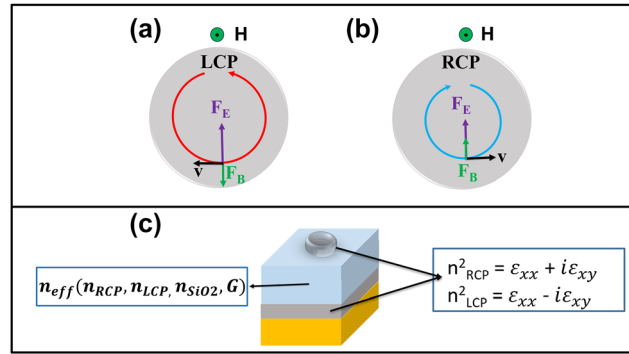 (a)
H
LCP
F_E
v
F_B
(b)
H
RCP
F_E
v
F_B
(c)
n_eff(n_RCP, n_LCP, n_SiO2, G)
n²_RCP = ε_xx + iε_xy
n²_LCP = ε_xx - iε_xy